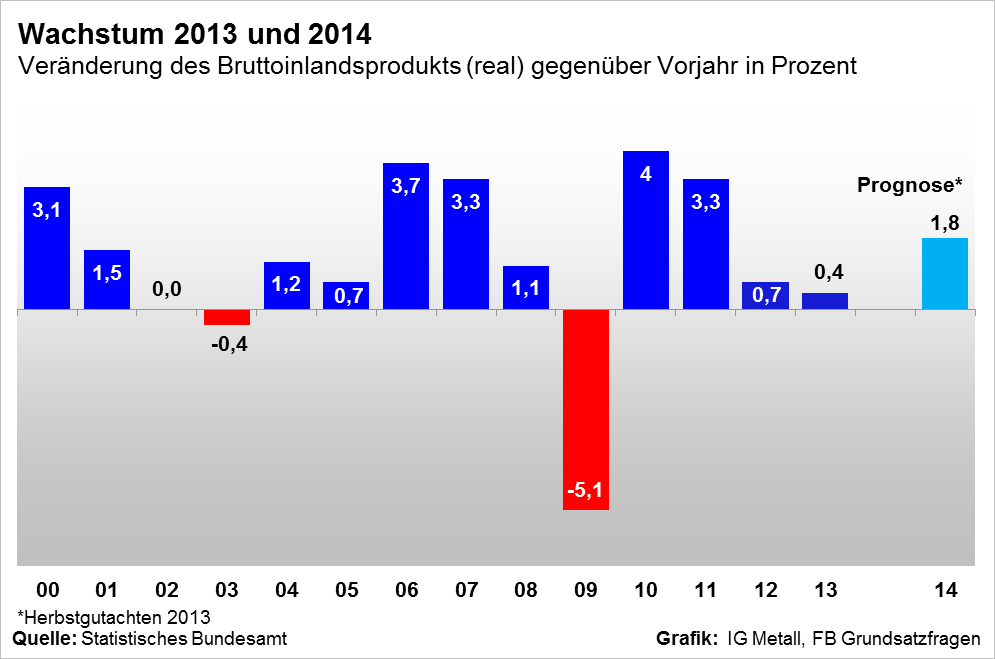 Wachstum 2013 und 2014
Veränderung des Bruttoinlandsprodukts (real) gegenüber Vorjahr in Prozent
3,1
1,5
0,0
-0,4
1,2
0,7
3,7
3,3
1,1
-5,1
4
3,3
0,7
0,4
Prognose*
1,8
00 01 02 03 04 05 06 07 08 09 10 11 12 13 14
*Herbstgutachten 2013
Quelle: Statistisches Bundesamt
Grafik: IG Metall, FB Grundsatzfragen